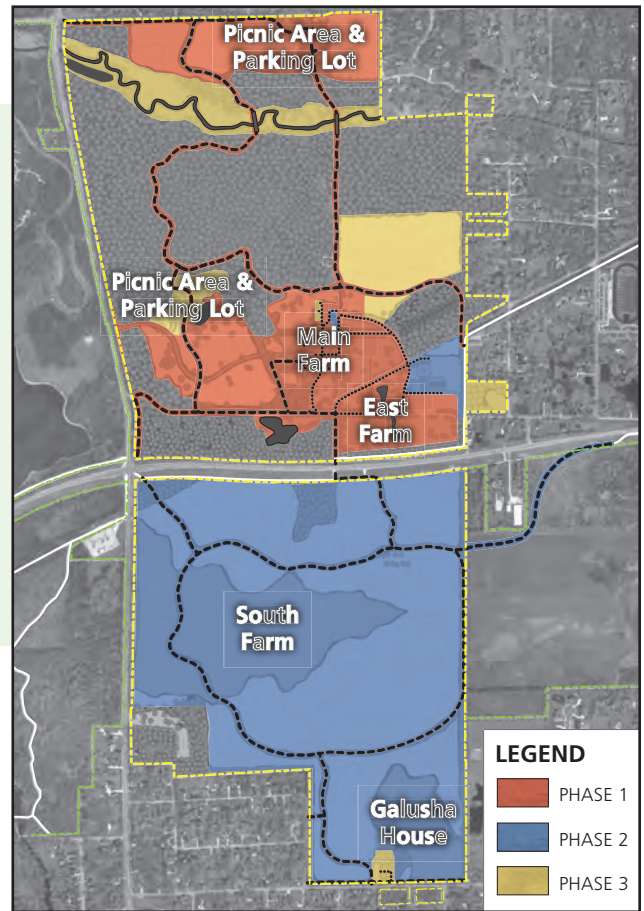 Picnic Area &
Parking Lot
Picnic Area &
Parking Lot
Main
Farm
East
Farm
South
Farm
Galusha
House
LEGEND
PHASE 1
PHASE 2
PHASE 3